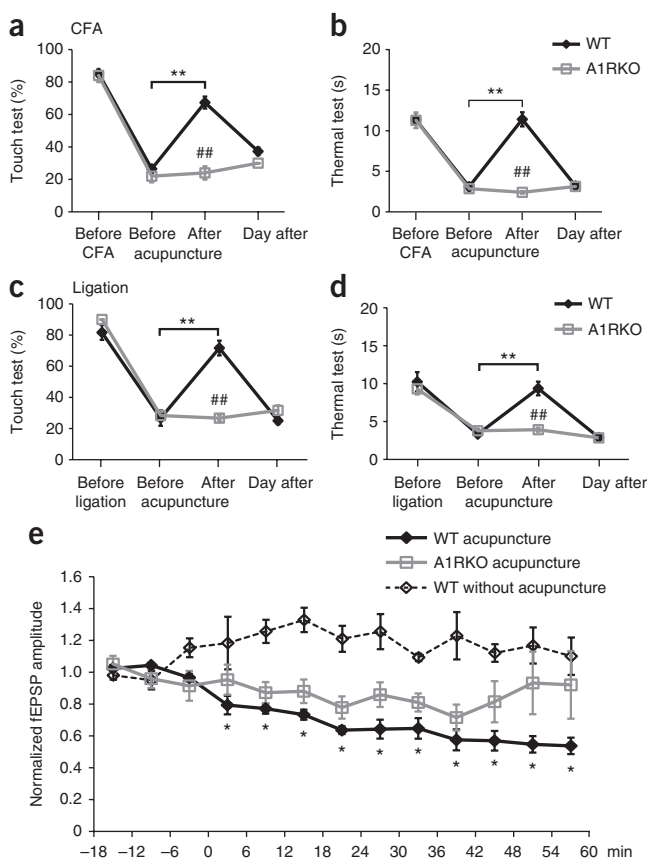 a
CFA
Touch test (%)
100
80
60
40
20
0
**
##
Before CFA
Before acupuncture
After acupuncture
Day after
b
Thermal test (s)
20
15
10
5
0
**
##
WT
A1RKO
Before CFA
Before acupuncture
After
Day after
c
Ligation
Touch test (%)
100
80
60
40
20
0
**
##
Before ligation
Before acupuncture
After
Day after
d
Thermal test (s)
20
15
10
5
0
**
##
WT
A1RKO
Before ligation
Before acupuncture
After
Day after
e
WT acupuncture
A1RKO acupuncture
WT without acupuncture
Normalized fEPSP amplitude
1.6
1.4
1.2
1.0
0.8
0.6
0.4
0.2
0
* * * * * * * * * *
–18 –12 –6 0 6 12 18 24 30 36 42 48 54 60 min